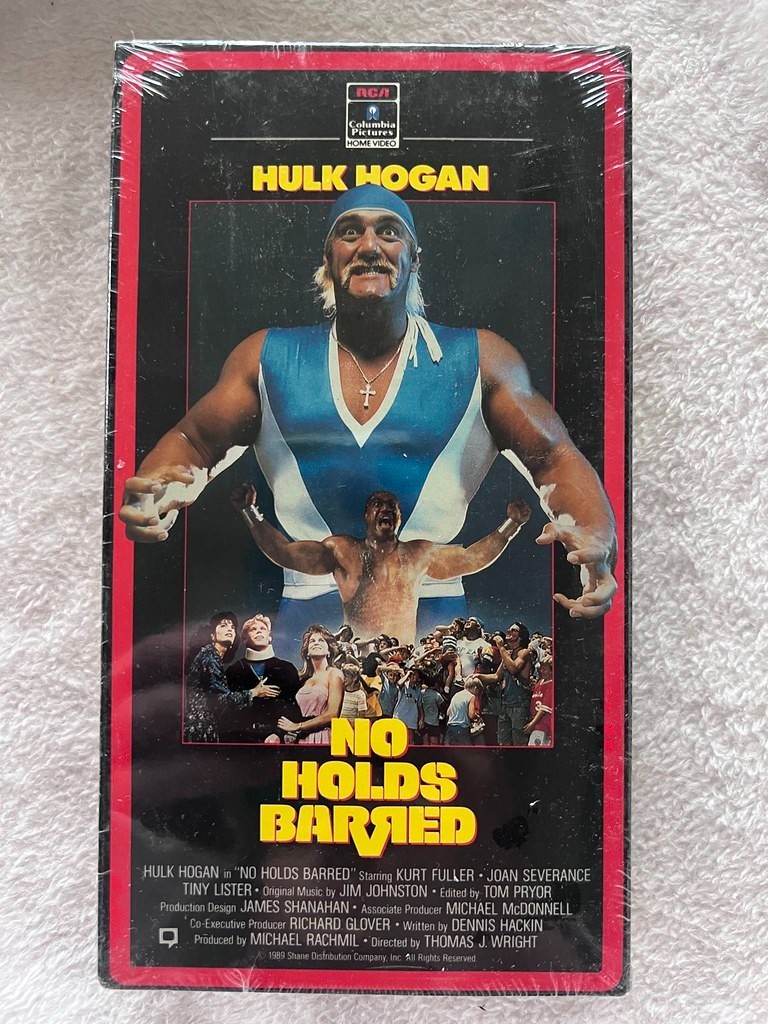 RCA
Columbia
Pictures
HOME VIDEO
HULK HOGAN
NO
HOLDS
BARRED
HULK HOGAN in "NO HOLDS BARRED" Starring KURT FULLER • JOAN SEVERANCE
TINY LISTER • Original Music by JIM JOHNSTON • Edited by TOM PRYOR
Production Design JAMES SHANAHAN • Associate Producer MICHAEL McDONNELL
Co-Executive Producer RICHARD GLOVER • Written by DENNIS HACKIN
Produced by MICHAEL RACHMIL • Directed by THOMAS J. WRIGHT
© 1989 Shane Distribution Company, Inc. All Rights Reserved.